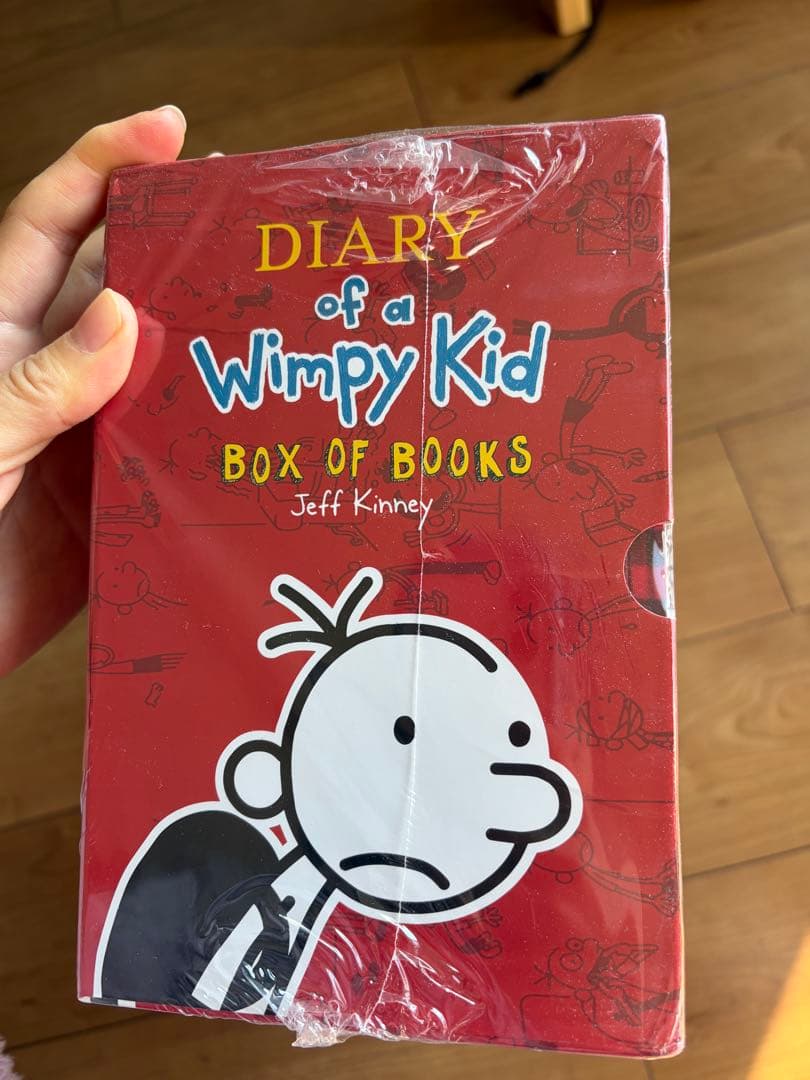 DIARY
of a
Wimpy Kid
BOX OF BOOKS
Jeff Kinney